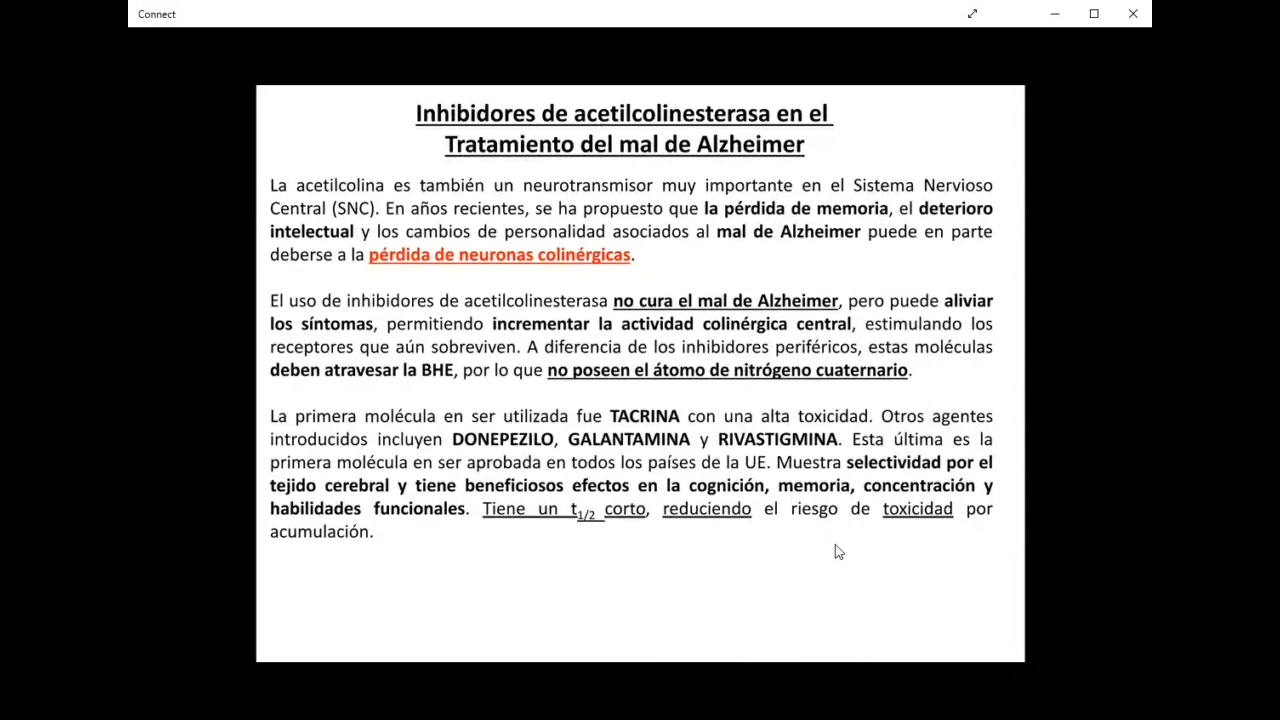 Connect
Inhibidores de acetilcolinesterasa en el
Tratamiento del mal de Alzheimer
La acetilcolina es también un neurotransmisor muy importante en el Sistema Nervioso
Central (SNC). En años recientes, se ha propuesto que la pérdida de memoria, el deterioro
intelectual y los cambios de personalidad asociados al mal de Alzheimer puede en parte
deberse a la pérdida de neuronas colinérgicas.
El uso de inhibidores de acetilcolinesterasa no cura el mal de Alzheimer, pero puede aliviar
los síntomas, permitiendo incrementar la actividad colinérgica central, estimulando los
receptores que aún sobreviven. A diferencia de los inhibidores periféricos, estas moléculas
deben atravesar la BHE, por lo que no poseen el átomo de nitrógeno cuaternario.
La primera molécula en ser utilizada fue TACRINA con una alta toxicidad. Otros agentes
introducidos incluyen DONEPEZILO, GALANTAMINA y RIVASTIGMINA. Esta última es la
primera molécula en ser aprobada en todos los países de la UE. Muestra selectividad por el
tejido cerebral y tiene beneficiosos efectos en la cognición, memoria, concentración y
habilidades funcionales. Tiene un t1/2 corto, reduciendo el riesgo de toxicidad por
acumulación.